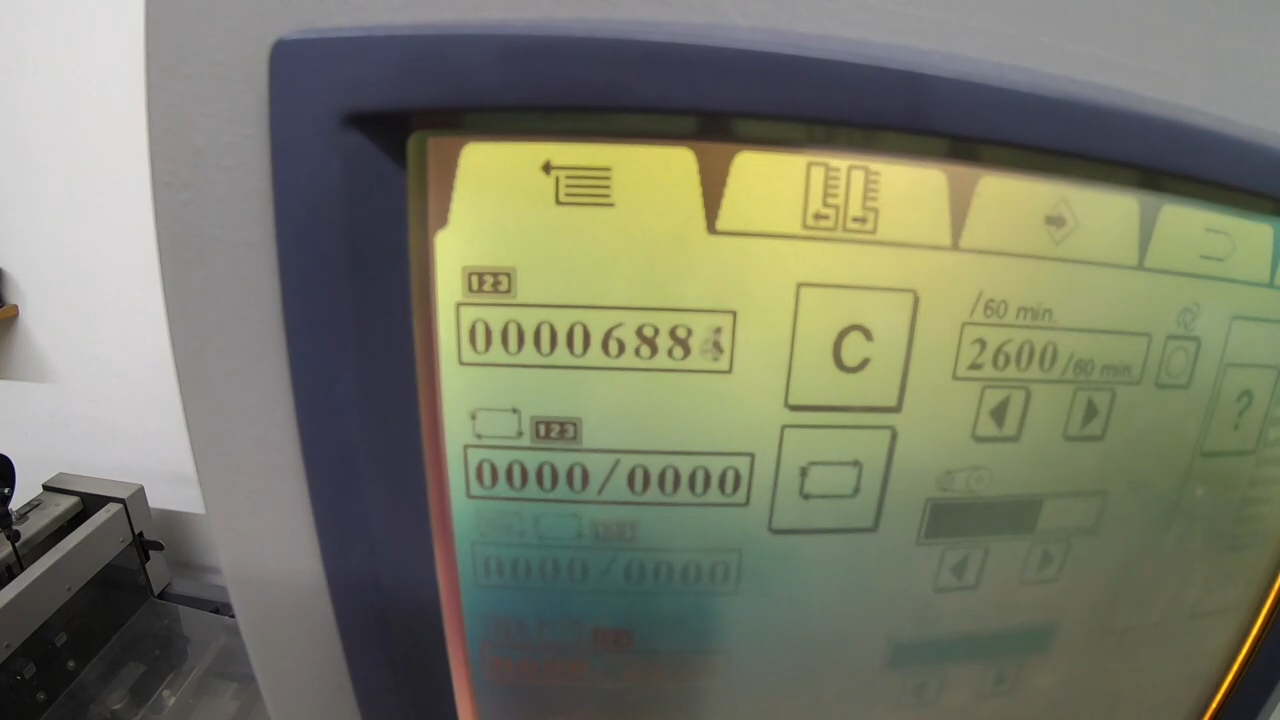 123
0000688
C
/60 min.
2600/60 min.
?
123
0000/0000
0000/0000